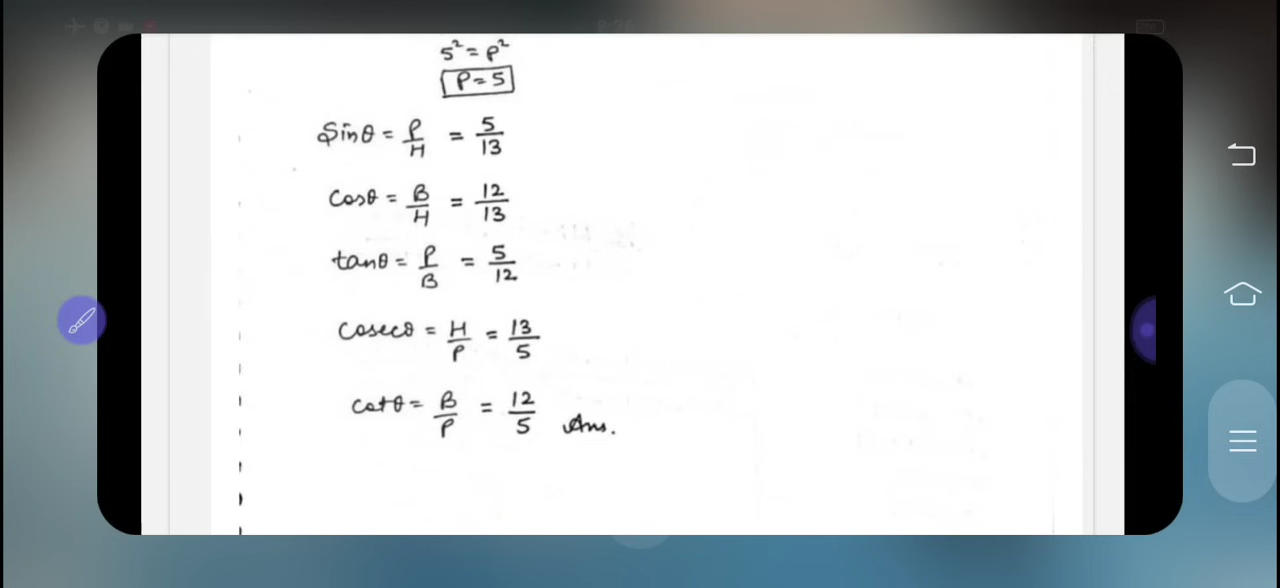 5² = P²
P = 5
Sinθ = P/H = 5/13
Cosθ = B/H = 12/13
tanθ = P/B = 5/12
Cosecθ = H/P = 13/5
Cotθ = B/P = 12/5 Ans.